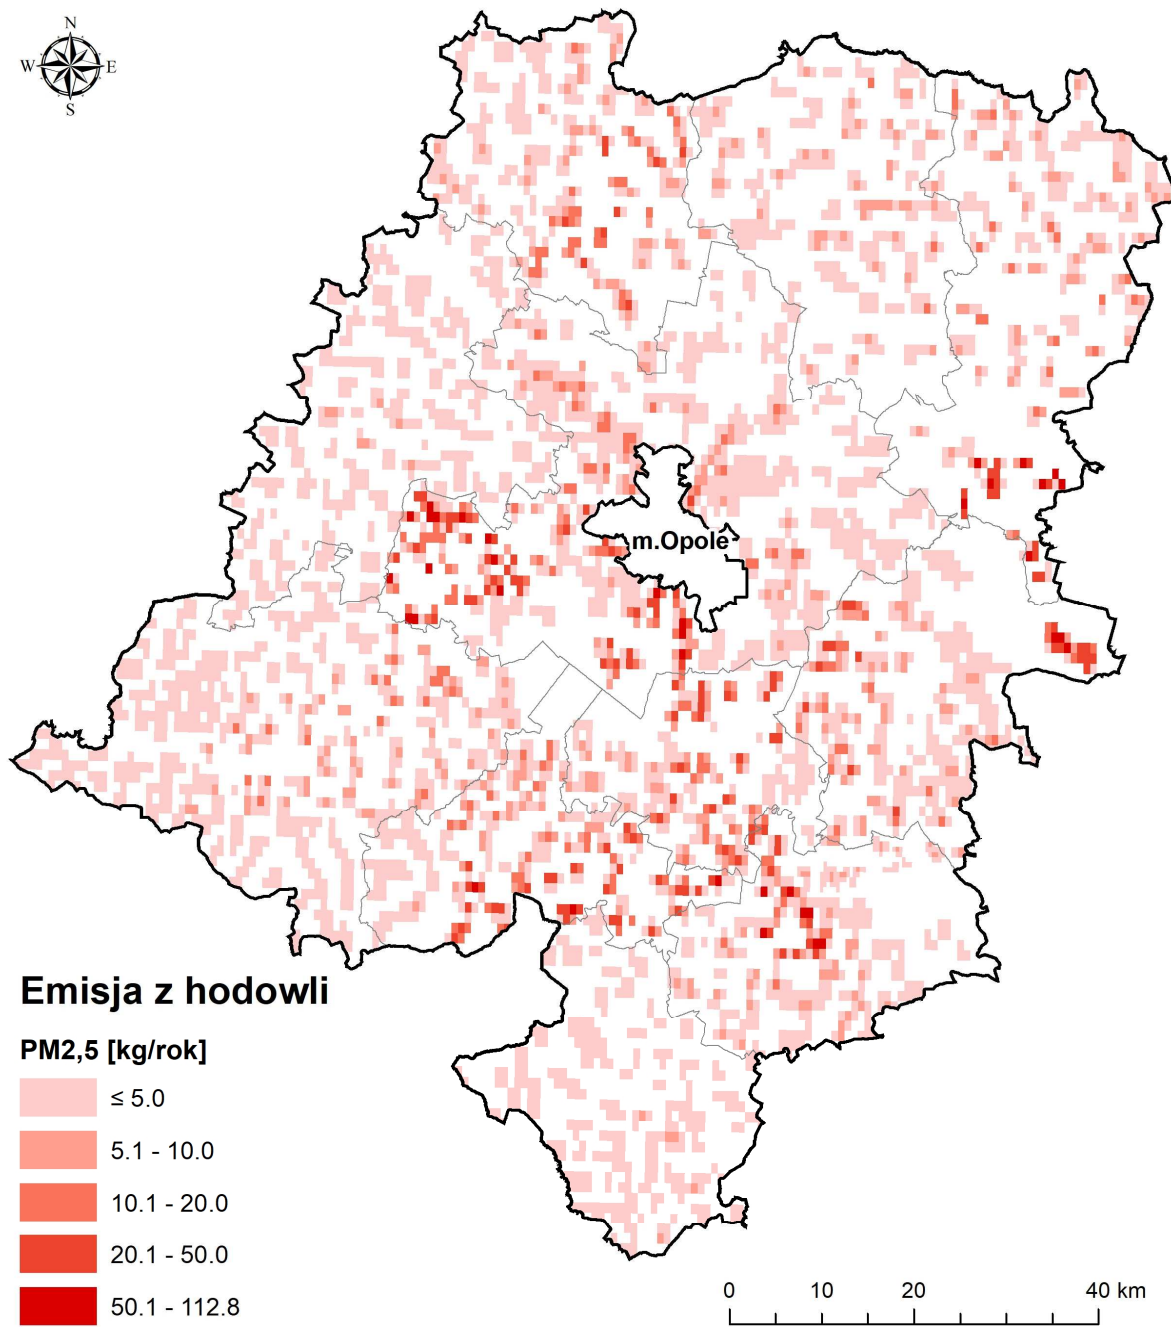 N
W E
S
m.Opole
Emisja z hodowli
PM2,5 [kg/rok]
≤ 5.0
5.1 - 10.0
10.1 - 20.0
20.1 - 50.0
50.1 - 112.8
0 10 20 40 km